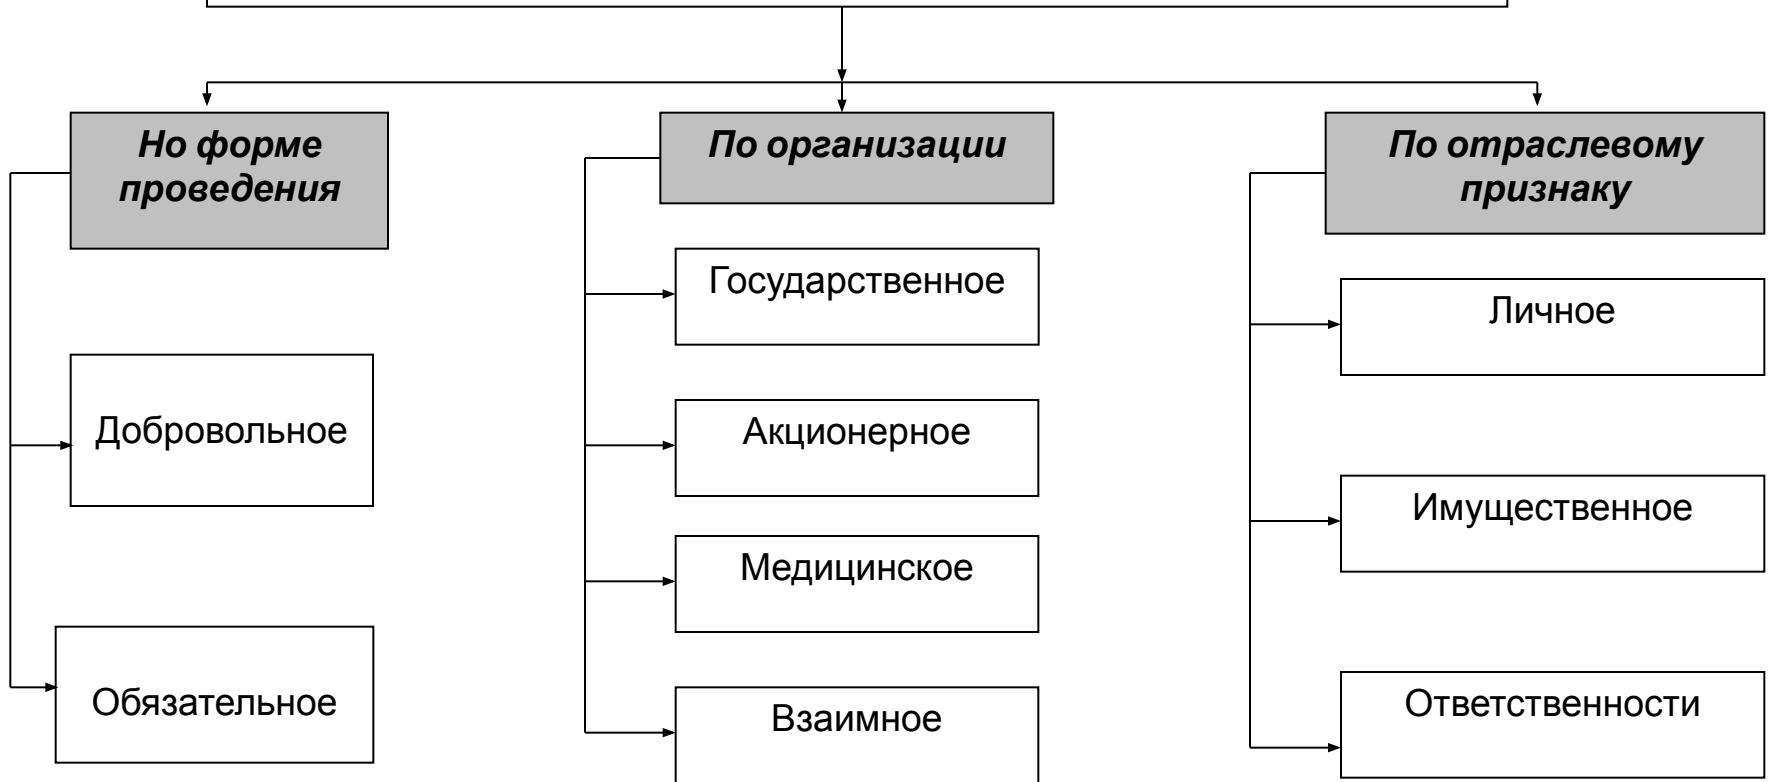 Но форме
проведения
Добровольное
Обязательное
По организации
Государственное
Акционерное
Медицинское
Взаимное
По отраслевому
признаку
Личное
Имущественное
Ответственности